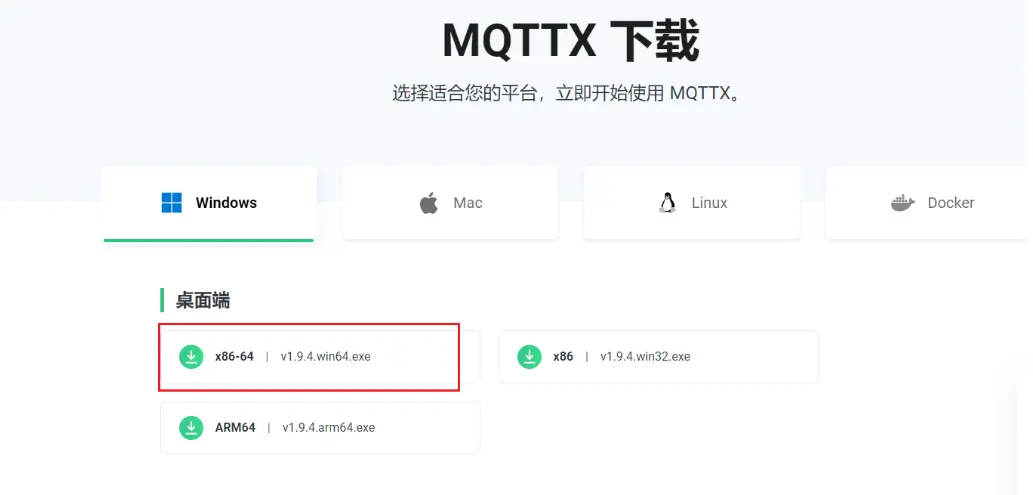 MQTTX 下载
选择适合您的平台，立即开始使用 MQTTX。
Windows
Mac
Linux
Docker
桌面端
x86-64 | v1.9.4.win64.exe
x86 | v1.9.4.win32.exe
ARM64 | v1.9.4.arm64.exe